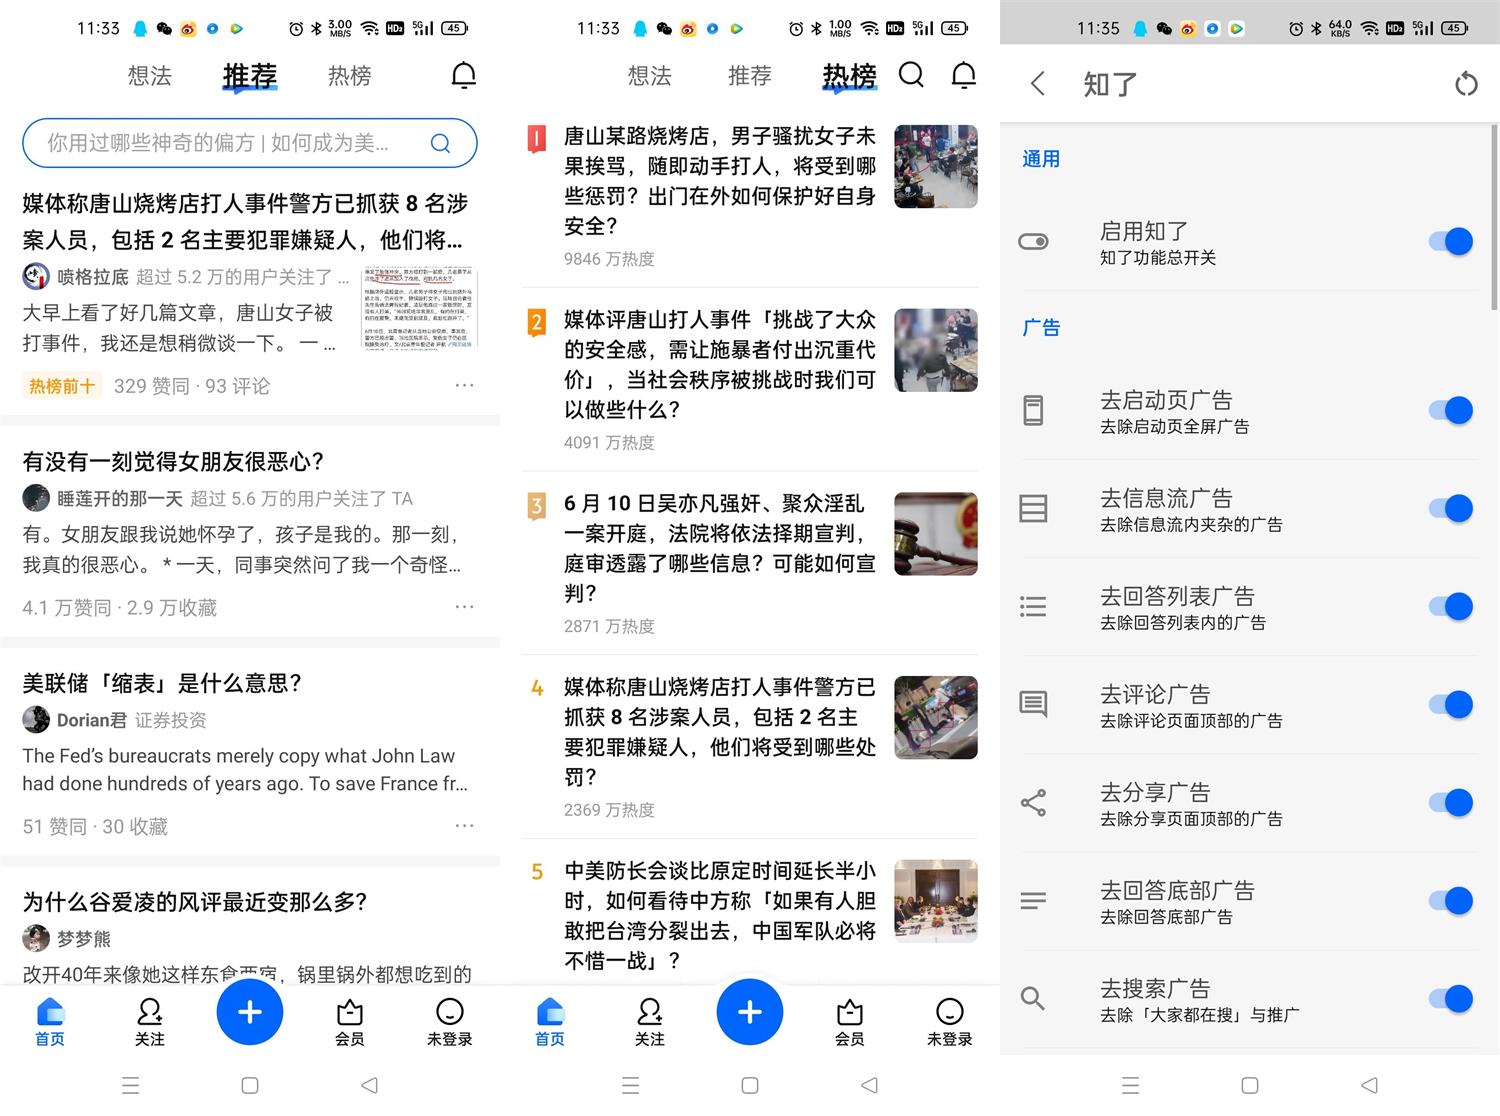 11:33
3.00 MB/S
HD2
5G
45
想法
推荐
热榜
你用过哪些神奇的偏方 | 如何成为美...
媒体称唐山烧烤店打人事件警方已抓获 8 名涉
案人员，包括 2 名主要犯罪嫌疑人，他们将...
喷格拉底 超过 5.2 万的用户关注了 ...
大早上看了好几篇文章，唐山女子被
打事件，我还是想稍微谈一下。 一 ...
热榜前十 329 赞同 · 93 评论
有没有一刻觉得女朋友很恶心？
睡莲开的那一天 超过 5.6 万的用户关注了 TA
有。女朋友跟我说她怀孕了，孩子是我的。那一刻，
我真的很恶心。 * 一天，同事突然问了我一个奇怪...
4.1 万赞同 · 2.9 万收藏
美联储「缩表」是什么意思？
Dorian君 证券投资
The Fed’s bureaucrats merely copy what John Law
had done hundreds of years ago. To save France fr...
51 赞同 · 30 收藏
为什么谷爱凌的风评最近变那么多？
梦梦熊
改开40年来像她这样东食西宿，锅里锅外都想吃到的
首页
关注
会员
未登录
11:33
1.00 MB/S
HD2
5G
45
想法
推荐
热榜
1
唐山某路烧烤店，男子骚扰女子未
果挨骂，随即动手打人，将受到哪
些惩罚？出门在外如何保护好自身
安全？
9846 万热度
2
媒体评唐山打人事件「挑战了大众
的安全感，需让施暴者付出沉重代
价」，当社会秩序被挑战时我们可
以做些什么？
4091 万热度
3
6 月 10 日吴亦凡强奸、聚众淫乱
一案开庭，法院将依法择期宣判，
庭审透露了哪些信息？可能如何宣
判？
2871 万热度
4
媒体称唐山烧烤店打人事件警方已
抓获 8 名涉案人员，包括 2 名主
要犯罪嫌疑人，他们将受到哪些处
罚？
2369 万热度
5
中美防长会谈比原定时间延长半小
时，如何看待中方称「如果有人胆
敢把台湾分裂出去，中国军队必将
不惜一战」？
首页
关注
会员
未登录
11:35
64.0 KB/S
HD2
5G
45
知了
通用
启用知了
知了功能总开关
广告
去启动页广告
去除启动页全屏广告
去信息流广告
去除信息流内夹杂的广告
去回答列表广告
去除回答列表内的广告
去评论广告
去除评论页面顶部的广告
去分享广告
去除分享页面顶部的广告
去回答底部广告
去除回答底部广告
去搜索广告
去除「大家都在搜」与推广